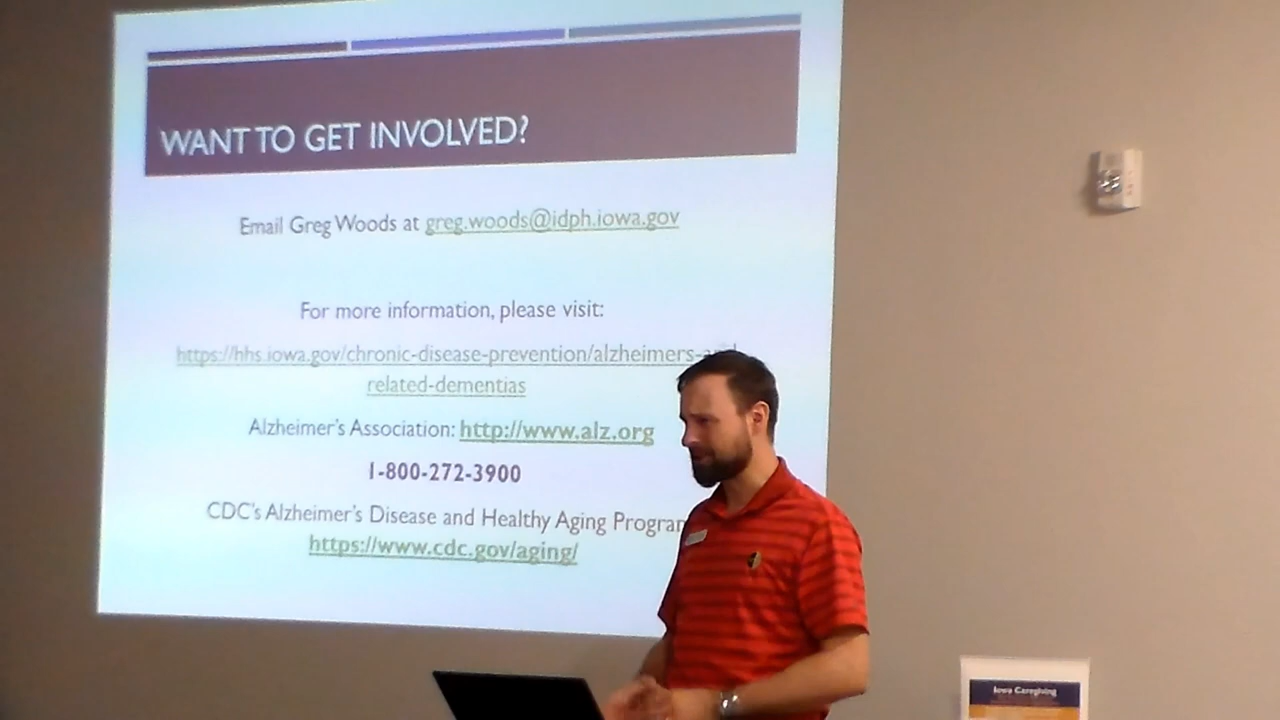 WANT TO GET INVOLVED?
Email Greg Woods at greg.woods@idph.iowa.gov
For more information, please visit:
https://hhs.iowa.gov/chronic-disease-prevention/alzheimers-and-
related-dementias
Alzheimer's Association: http://www.alz.org
1-800-272-3900
CDC's Alzheimer's Disease and Healthy Aging Progra
https://www.cdc.gov/aging/
Iowa Caregiving